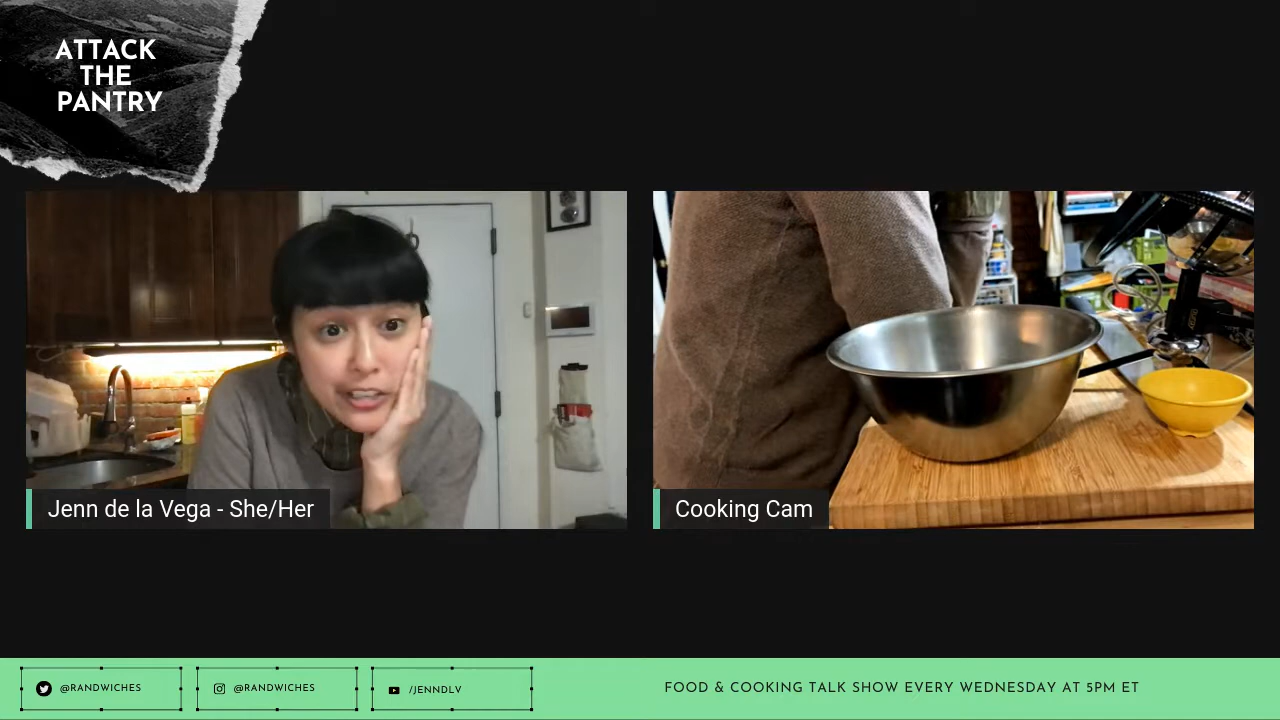 ATTACK
THE
PANTRY
Jenn de la Vega - She/Her
Cooking Cam
@RANDWICHES
@RANDWICHES
/JENNDLV
FOOD & COOKING TALK SHOW EVERY WEDNESDAY AT 5PM ET